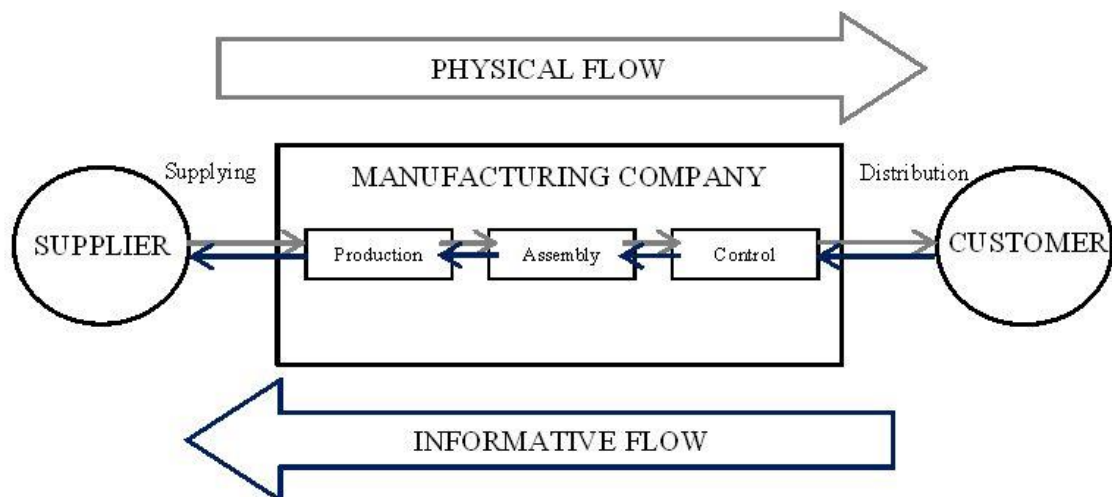 PHYSICAL FLOW
Supplying
MANUFACTURING COMPANY
Distribution
SUPPLIER
Production
Assembly
Control
CUSTOMER
INFORMATIVE FLOW